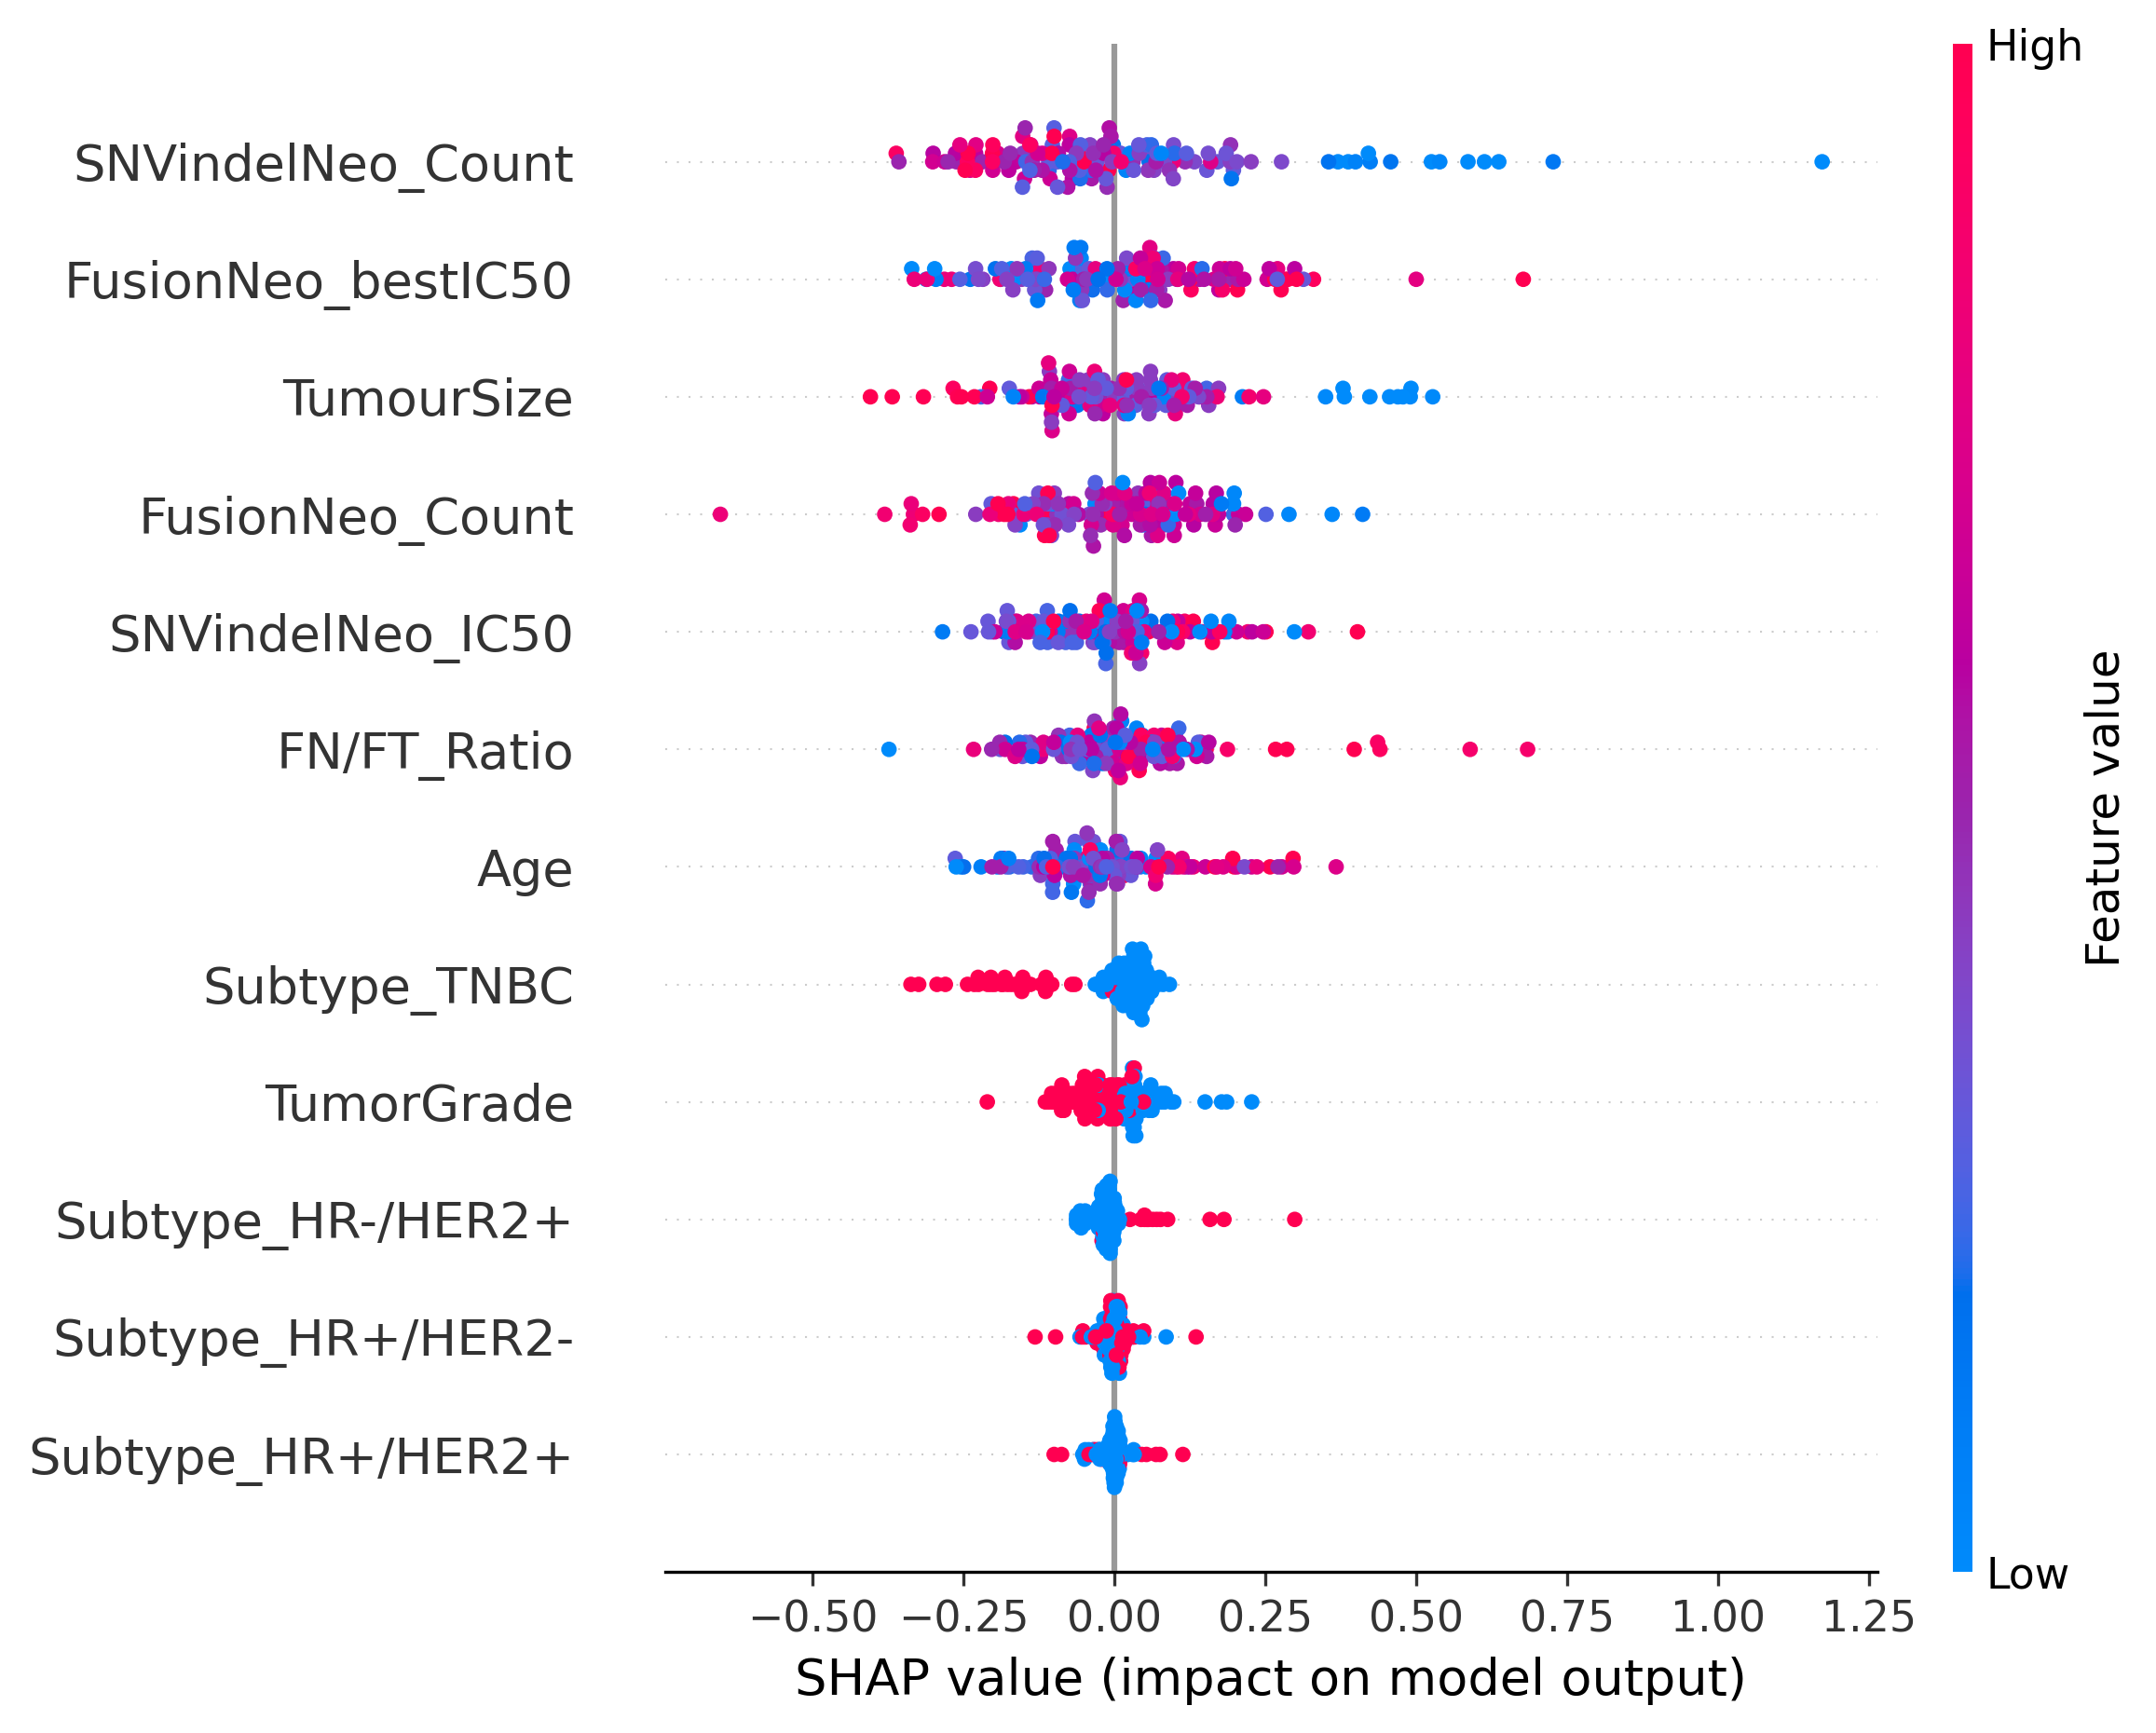 High
SNVindelNeo_Count
FusionNeo_bestIC50
TumourSize
FusionNeo_Count
SNVindelNeo_IC50
FN/FT_Ratio
Age
Subtype_TNBC
TumorGrade
Subtype_HR-/HER2+
Subtype_HR+/HER2-
Subtype_HR+/HER2+
Feature value
Low
−0.50 −0.25 0.00 0.25 0.50 0.75 1.00 1.25
SHAP value (impact on model output)